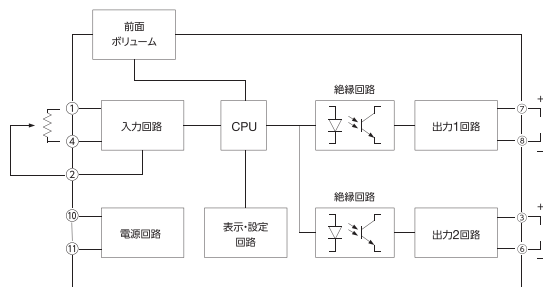 前面
ボリューム
絶縁回路
①
⑦
+
入力回路
CPU
出力1回路
④
⑧
−
②
絶縁回路
⑩
③
+
電源回路
表示・設定
回路
出力2回路
⑪
⑥
−